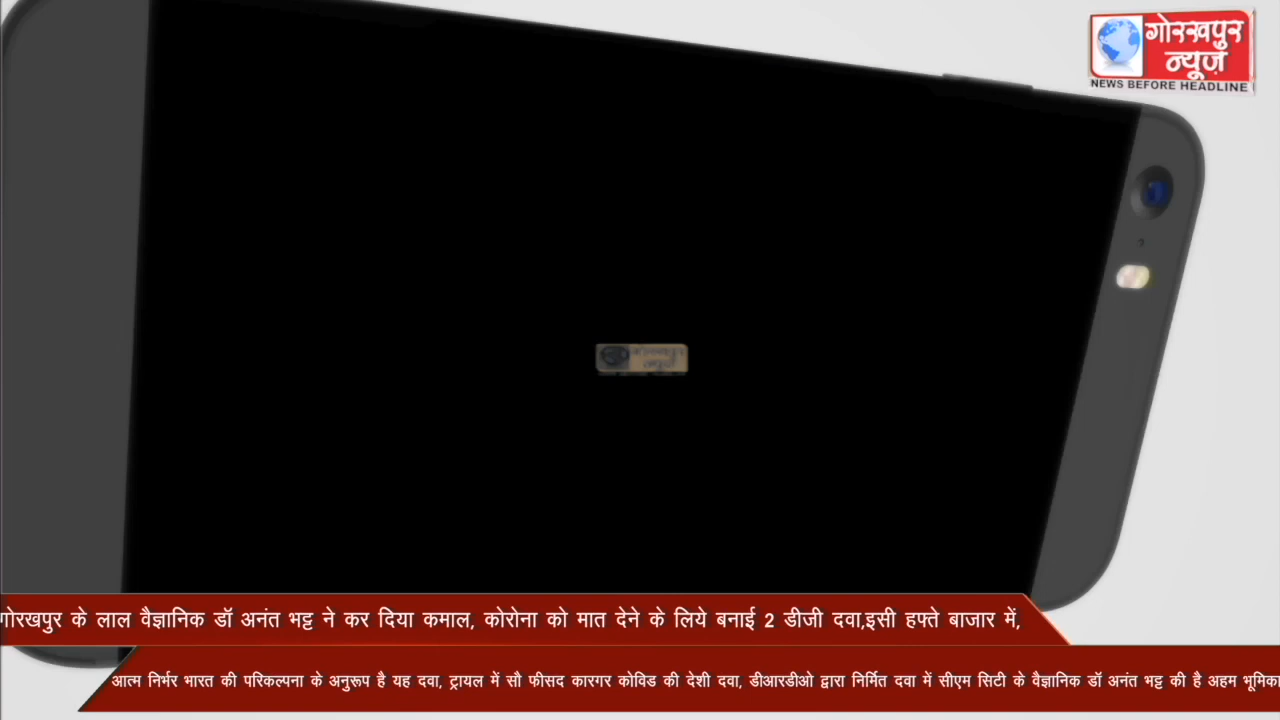 गोरखपुर
न्यूज़
NEWS BEFORE HEADLINE
गोरखपुर के लाल वैज्ञानिक डॉ अनंत भट्ट ने कर दिया कमाल, कोरोना को मात देने के लिये बनाई 2 डीजी दवा,इसी हफ्ते बाजार में,
आत्म निर्भर भारत की परिकल्पना के अनुरूप है यह दवा, ट्रायल में सौ फीसद कारगर कोविड की देशी दवा, डीआरडीओ द्वारा निर्मित दवा में सीएम सिटी के वैज्ञानिक डॉ अनंत भट्ट की है अहम भूमिका